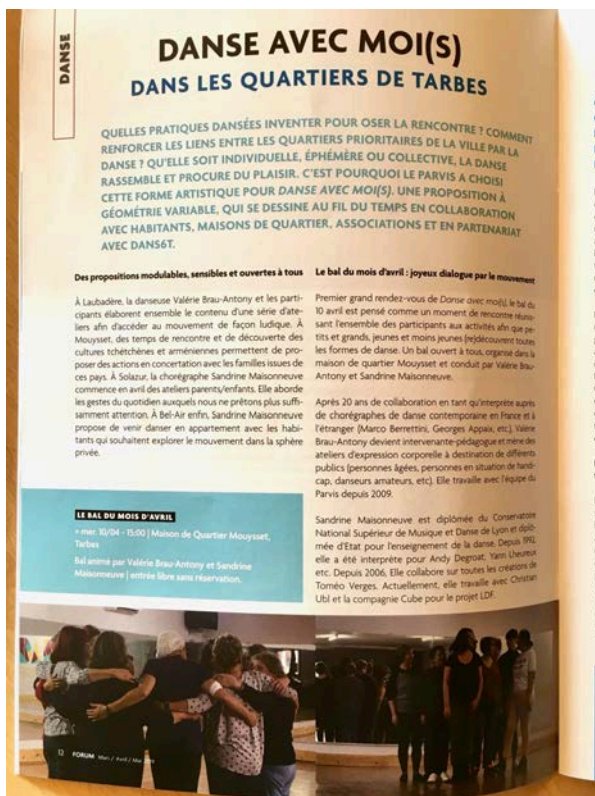 DANSE
DANSE AVEC MOI(S)
DANS LES QUARTIERS DE TARBES
QUELLES PRATIQUES DANSÉES INVENTER POUR OSER LA RENCONTRE ? COMMENT
RENFORCER LES LIENS ENTRE LES QUARTIERS PRIORITAIRES DE LA VILLE PAR LA
DANSE ? QU'ELLE SOIT INDIVIDUELLE, ÉPHÉMÈRE OU COLLECTIVE, LA DANSE
RASSEMBLE ET PROCURE DU PLAISIR. C'EST POURQUOI LE PARVIS A CHOISI
CETTE FORME ARTISTIQUE POUR DANSE AVEC MOI(S). UNE PROPOSITION À
GÉOMÉTRIE VARIABLE, QUI SE DESSINE AU FIL DU TEMPS EN COLLABORATION
AVEC HABITANTS, MAISONS DE QUARTIER, ASSOCIATIONS ET EN PARTENARIAT
AVEC DANS6T.
Des propositions modulables, sensibles et ouvertes à tous
À Laubadère, la danseuse Valérie Brau-Antony et les parti-
cipants élaborent ensemble le contenu d'une série d'ate-
liers afin d'accéder au mouvement de façon ludique. À
Mouysset, des temps de rencontre et de découverte des
cultures tchétchènes et arméniennes permettent de pro-
poser des actions en concertation avec les familles issues de
ces pays. À Solazur, la chorégraphe Sandrine Maisonneuve
commence en avril des ateliers parents/enfants. Elle aborde
les gestes du quotidien auxquels nous ne prêtons plus suffi-
samment attention. À Bel-Air enfin, Sandrine Maisonneuve
propose de venir danser en appartement avec les habi-
tants qui souhaitent explorer le mouvement dans la sphère
privée.
LE BAL DU MOIS D'AVRIL
> mer 10/04 - 15:00 | Maison de Quartier Mouysset,
Tarbes
Bal animé par Valérie Brau-Antony et Sandrine
Maisonneuve | entrée libre sans réservation.
Le bal du mois d'avril : joyeux dialogue par le mouvement
Premier grand rendez-vous de Danse avec moi(s), le bal du
10 avril est pensé comme un moment de rencontre réunis-
sant l'ensemble des participants aux activités afin que pe-
tits et grands, jeunes et moins jeunes (re)découvrent toutes
les formes de danse. Un bal ouvert à tous, organisé dans la
maison de quartier Mouysset et conduit par Valérie Brau-
Antony et Sandrine Maisonneuve.
Après 20 ans de collaboration en tant qu'interprète auprès
de chorégraphes de danse contemporaine en France et à
l'étranger (Marco Berrettini, Georges Appaix, etc), Valérie
Brau-Antony devient intervenante-pédagogue et mène des
ateliers d'expression corporelle à destination de différents
publics (personnes âgées, personnes en situation de handi-
cap, danseurs amateurs, etc). Elle travaille avec l'équipe du
Parvis depuis 2009.
Sandrine Maisonneuve est diplômée du Conservatoire
National Supérieur de Musique et Danse de Lyon et diplô-
mée d'Etat pour l'enseignement de la danse. Depuis 1992,
elle a été interprète pour Andy Degroat, Yann Lheureux
etc. Depuis 2006, Elle collabore sur toutes les créations de
Toméo Verges. Actuellement, elle travaille avec Christian
Ubl et la compagnie Cube pour le projet LDF.
12 FORUM Mars / Avril / Mai 2019